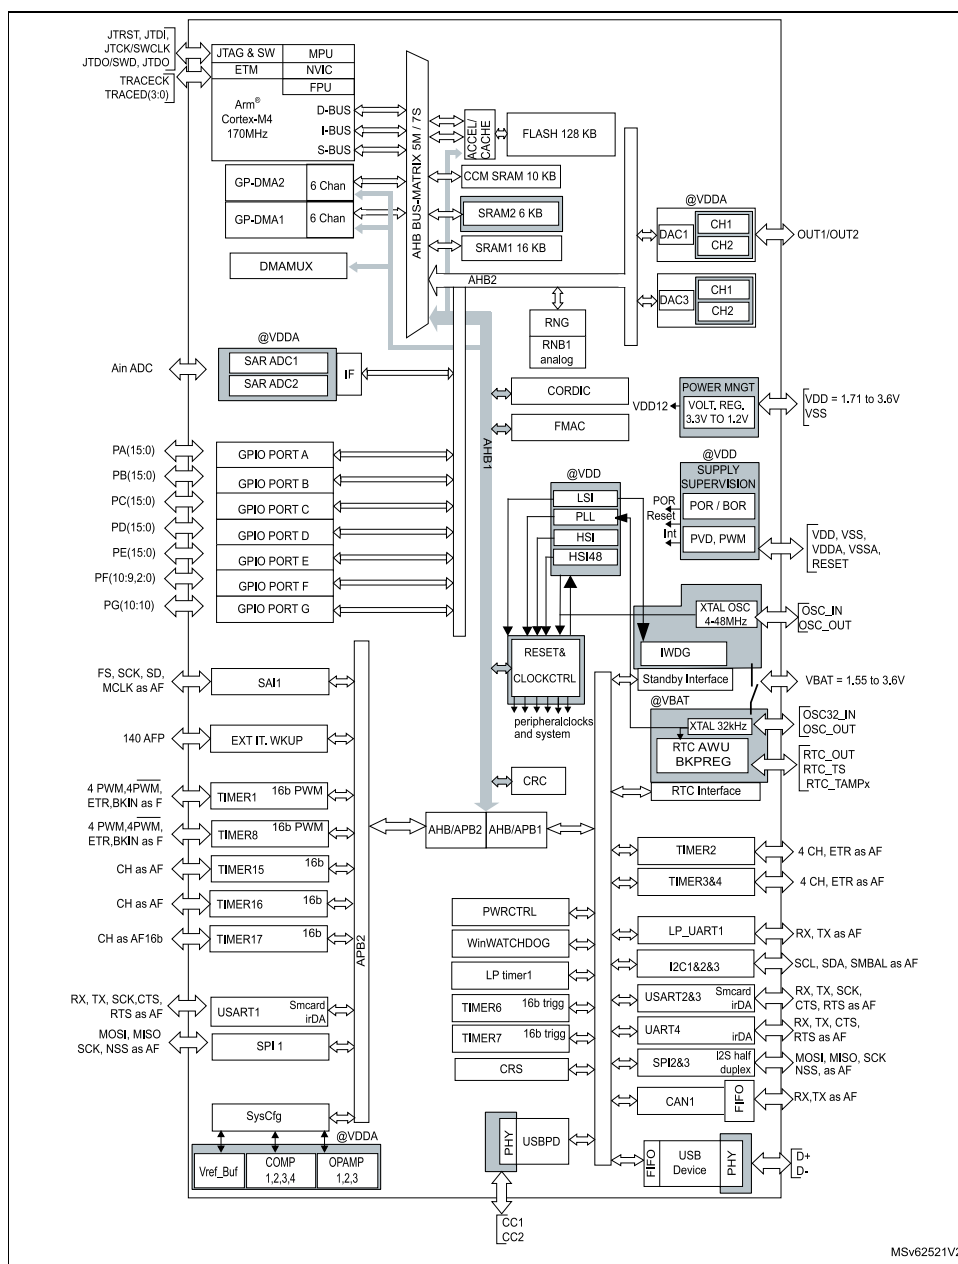 JTRST, JTDI,
JTCK/SWCLK
JTDO/SWD, JTDO
TRACECK
TRACED(3:0)
JTAG & SW
MPU
ETM
NVIC
FPU
Arm®
Cortex-M4
170MHz
D-BUS
I-BUS
S-BUS
GP-DMA2
6 Chan
GP-DMA1
6 Chan
DMAMUX
AHB BUS-MATRIX 5M / 7S
ACCEL/
CACHE
FLASH 128 KB
CCM SRAM 10 KB
SRAM2 6 KB
SRAM1 16 KB
AHB2
RNG
RNB1
analog
@VDDA
DAC1
CH1
CH2
OUT1/OUT2
DAC3
CH1
CH2
@VDDA
Ain ADC
SAR ADC1
SAR ADC2
IF
CORDIC
FMAC
AHB1
POWER MNGT
VDD12
VOLT. REG.
3.3V TO 1.2V
VDD = 1.71 to 3.6V
VSS
PA(15:0)
GPIO PORT A
PB(15:0)
GPIO PORT B
PC(15:0)
GPIO PORT C
PD(15:0)
GPIO PORT D
PE(15:0)
GPIO PORT E
PF(10:9,2:0)
GPIO PORT F
PG(10:10)
GPIO PORT G
@VDD
LSI
PLL
HSI
HSI48
@VDD
SUPPLY
SUPERVISION
POR
Reset
Int
POR / BOR
PVD, PWM
VDD, VSS,
VDDA, VSSA,
RESET
XTAL OSC
4-48MHz
OSC_IN
OSC_OUT
IWDG
Standby Interface
VBAT = 1.55 to 3.6V
RESET&
CLOCKCTRL
peripheralclocks
and system
@VBAT
XTAL 32kHz
OSC32_IN
OSC_OUT
RTC AWU
BKPREG
RTC_OUT
RTC_TS
RTC_TAMPx
RTC Interface
FS, SCK, SD,
MCLK as AF
SAI1
140 AFP
EXT IT. WKUP
4 PWM,4PWM,
ETR,BKIN as F
TIMER1
16b PWM
4 PWM,4PWM,
ETR,BKIN as F
TIMER8
16b PWM
CH as AF
TIMER15
16b
CH as AF
TIMER16
16b
CH as AF16b
TIMER17
16b
APB2
CRC
AHB/APB2
AHB/APB1
RX, TX, SCK,CTS,
RTS as AF
USART1
Smcard
irDA
MOSI, MISO
SCK, NSS as AF
SPI 1
SysCfg
@VDDA
Vref_Buf
COMP
1,2,3,4
OPAMP
1,2,3
PWRCTRL
WinWATCHDOG
LP timer1
TIMER6
16b trigg
TIMER7
16b trigg
CRS
PHY
USBPD
CC1
CC2
TIMER2
4 CH, ETR as AF
TIMER3&4
4 CH, ETR as AF
LP_UART1
RX, TX as AF
I2C1&2&3
SCL, SDA, SMBAL as AF
USART2&3
Smcard
irDA
RX, TX, SCK,
CTS, RTS as AF
UART4
irDA
RX, TX, CTS,
RTS as AF
SPI2&3
I2S half
duplex
MOSI, MISO, SCK
NSS, as AF
CAN1
FIFO
RX,TX as AF
FIFO
USB
Device
PHY
D+
D-
MSv62521V2